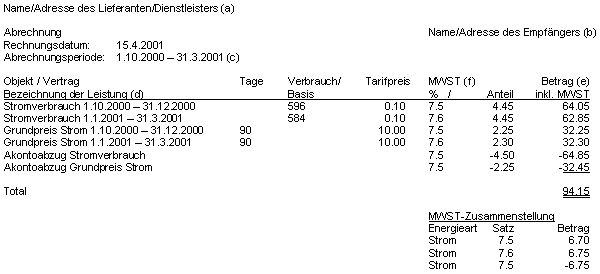 Name/Adresse des Lieferanten/Dienstleisters (a)
Abrechnung Name/Adresse des Empfängers (b)
Rechnungsdatum: 15.4.2001
Abrechnungsperiode: 1.10.2000 – 31.3.2001 (c)
Objekt / Vertrag Tage Verbrauch/ Tarifpreis MWST (f) Betrag (e)
Bezeichnung der Leistung (d) Basis % / Anteil inkl. MWST
Stromverbrauch 1.10.2000 – 31.12.2000 596 0.10 7.5 4.45 64.05
Stromverbrauch 1.1.2001 – 31.3.2001 584 0.10 7.6 4.45 62.85
Grundpreis Strom 1.10.2000 – 31.12.2000 90 10.00 7.5 2.25 32.25
Grundpreis Strom 1.1.2001 – 31.3.2001 90 10.00 7.6 2.30 32.30
Akontoabzug Stromverbrauch 7.5 -4.50 -64.85
Akontoabzug Grundpreis Strom 7.5 -2.25 -32.45
Total 94.15
MWST-Zusammenstellung
Energieart Satz Betrag
Strom 7.5 6.70
Strom 7.6 6.75
Strom 7.5 -6.75